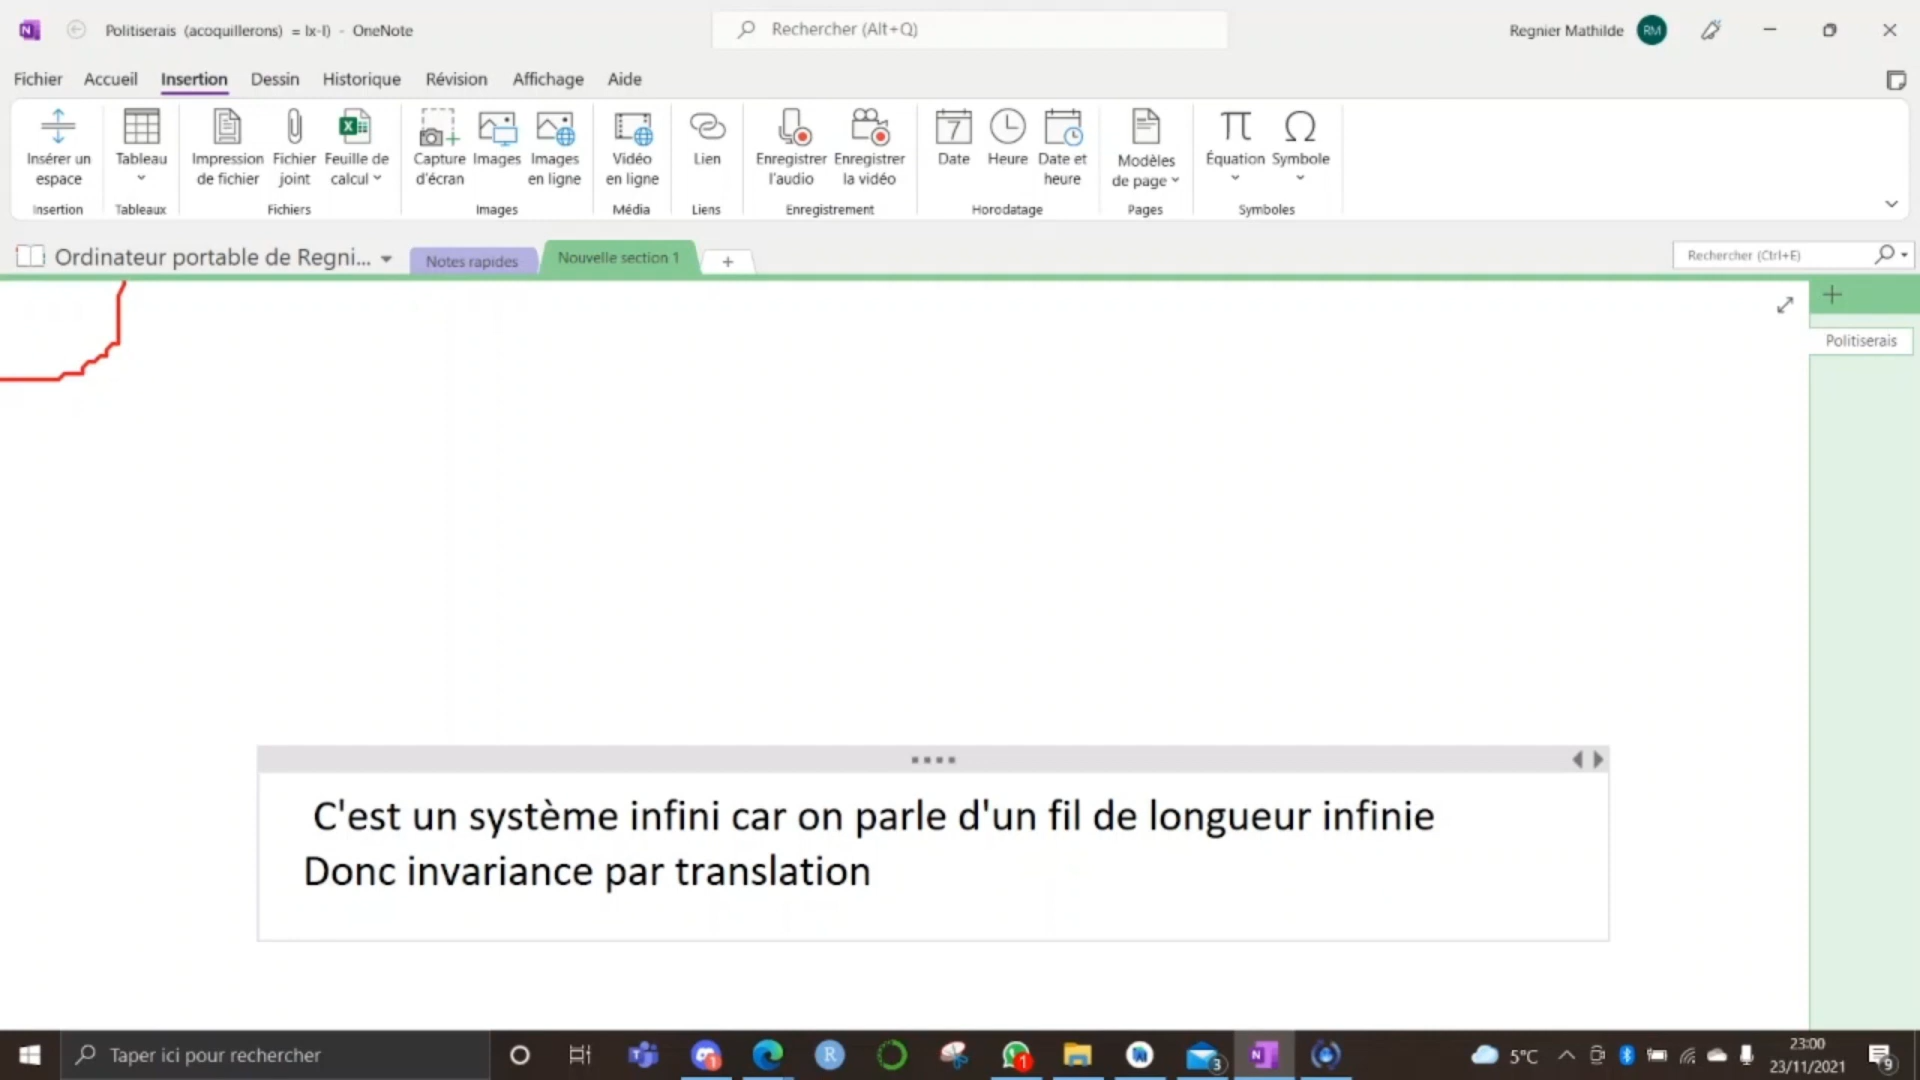 Politiserais (acoquillerons) = lx-l) - OneNote
Rechercher (Alt+Q)
Regnier Mathilde
RM
Fichier Accueil Insertion Dessin Historique Révision Affichage Aide
Insérer un espace
Tableau
Impression de fichier
Fichier joint
Feuille de calcul
Capture d'écran
Images
Images en ligne
Vidéo en ligne
Lien
Enregistrer l'audio
Enregistrer la vidéo
Date
Heure
Date et heure
Modèles de page
Équation
Symbole
Insertion Tableaux Fichiers Images Média Liens Enregistrement Horodatage Pages Symboles
Ordinateur portable de Regni...
Notes rapides
Nouvelle section 1
Rechercher (Ctrl+E)
Politiserais
C'est un système infini car on parle d'un fil de longueur infinie
Donc invariance par translation
Taper ici pour rechercher
5°C
23:00
23/11/2021